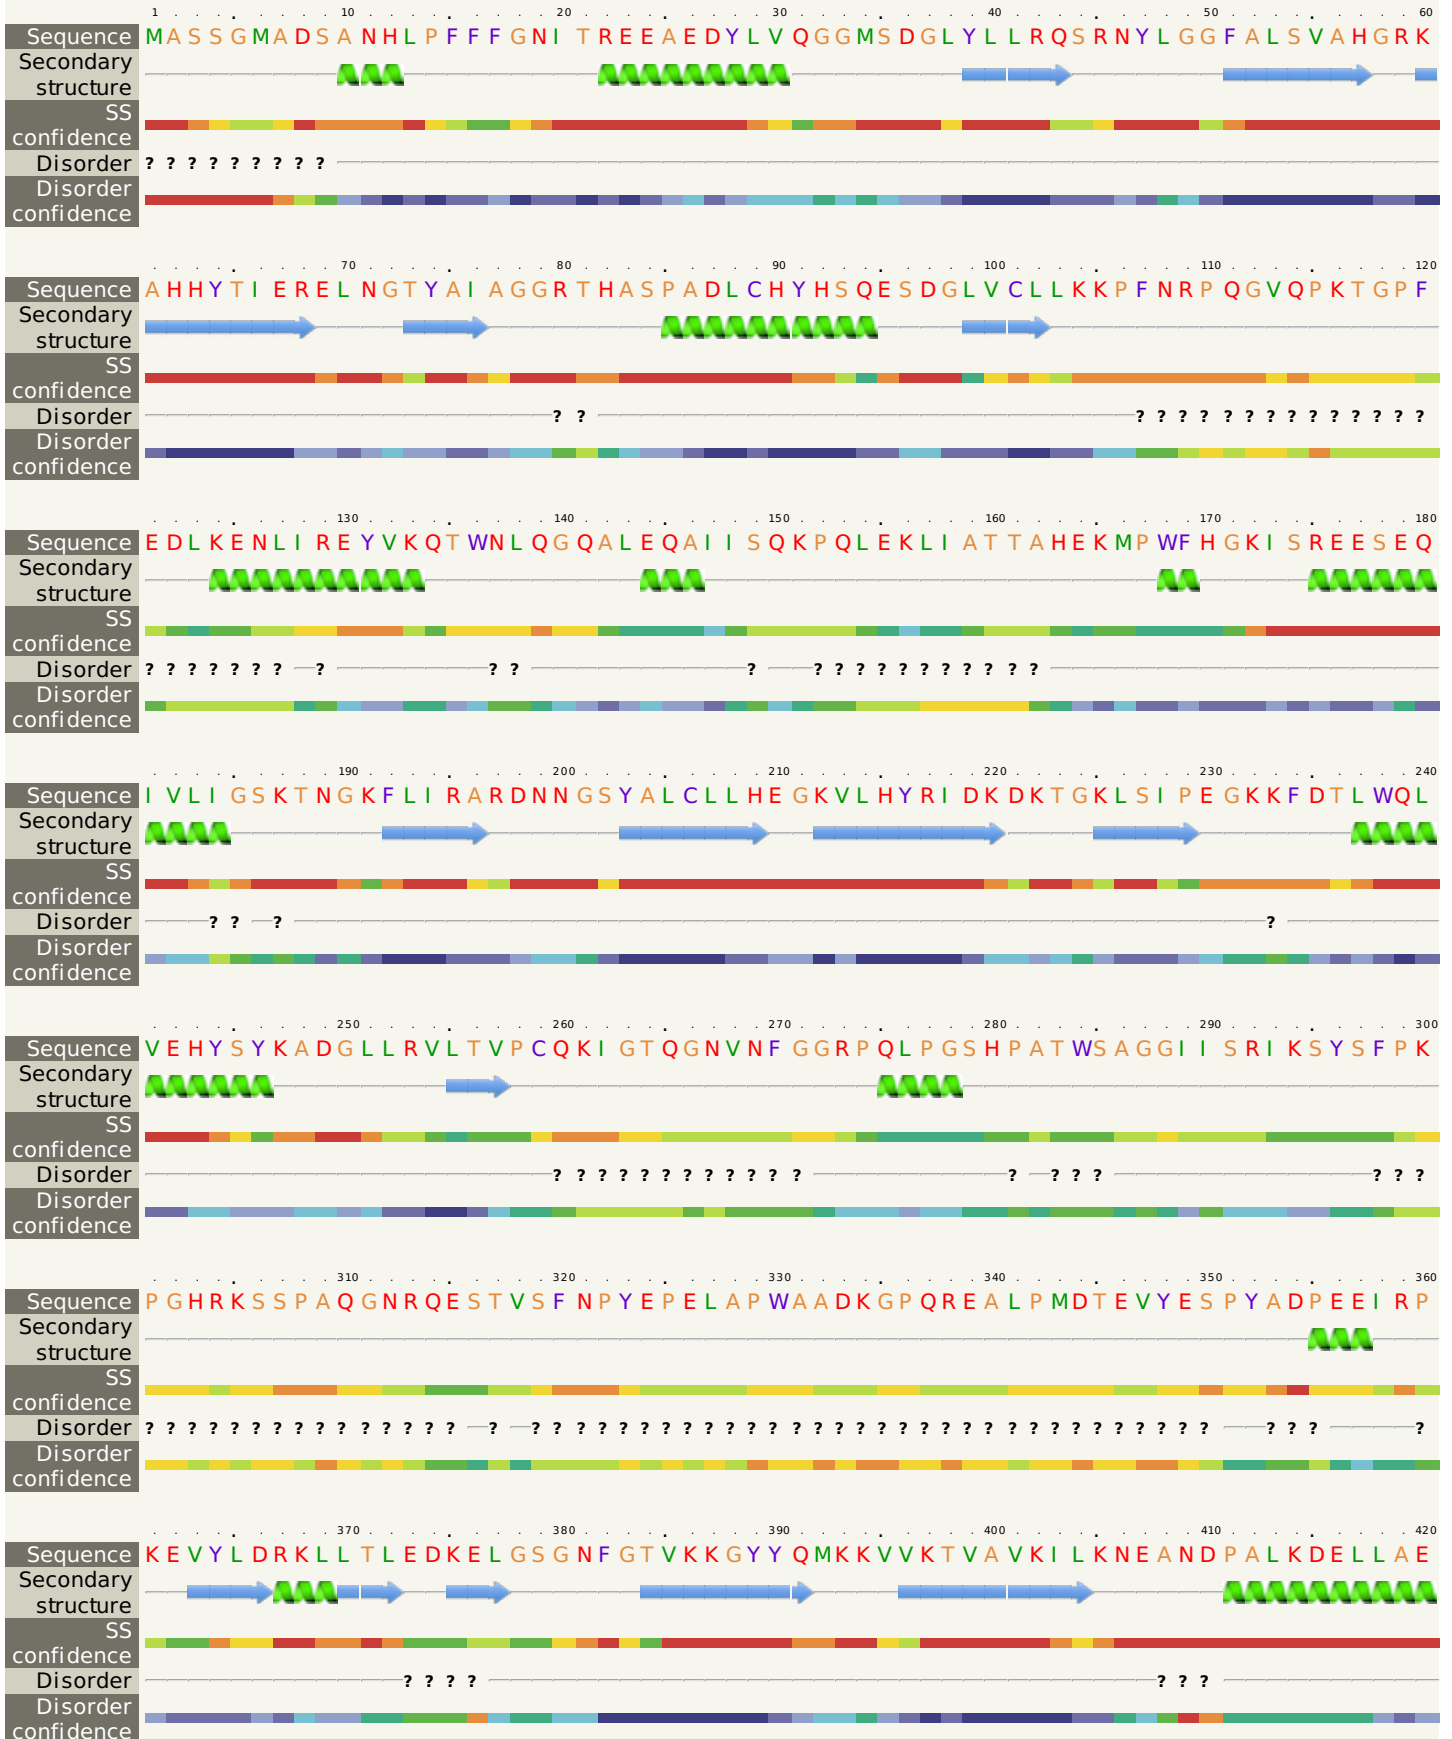 1 10 20 30 40 50 60
Sequence MASSGMADSANHLPFFFGNITREEAEDYLVQGGMSDGLYLLRQSRNYLGGFALSVAHGRK
Secondary
structure
SS
confidence
Disorder ? ? ? ? ? ? ? ? ?
Disorder
confidence
70 80 90 100 110 120
Sequence AHHYTIERELNGTYAIAGGRTHASPADLCHYHSQESDGLVCLLKKPFNRPQGVQPKTGPF
Secondary
structure
SS
confidence
Disorder ? ? ? ? ? ? ? ? ? ? ? ? ? ? ? ?
Disorder
confidence
130 140 150 160 170 180
Sequence EDLKENLIREYVKQTWNLQGQALEQAIISQKPQLEKLIATTAHEKMPWFHGKISREESEQ
Secondary
structure
SS
confidence
Disorder ? ? ? ? ? ? ? ? ? ? ? ? ? ? ? ? ? ? ? ? ? ?
Disorder
confidence
190 200 210 220 230 240
Sequence IVLIGSKTNGKFLIRARDNNGSYALCLLHEGKVLHYRIDKDKTGKLSIPEGKKFDTLWQL
Secondary
structure
SS
confidence
Disorder ? ? ? ?
Disorder
confidence
250 260 270 280 290 300
Sequence VEHYSYKADGLLRVLTVPCQKIGTQGNVNFGGRPQLPGSHPATWSAGGIISRIKSYSFPK
Secondary
structure
SS
confidence
Disorder ? ? ? ? ? ? ? ? ? ? ? ? ? ? ? ? ? ? ?
Disorder
confidence
310 320 330 340 350 360
Sequence PGHRKSSPAQGNRQESTVSFNPYEPELAPWAADKGPQREALPMDTEVYESPYADPEEIRP
Secondary
structure
SS
confidence
Disorder ? ? ? ? ? ? ? ? ? ? ? ? ? ? ? ? ? ? ? ? ? ? ? ? ? ? ? ? ? ? ? ? ? ? ? ? ? ? ? ? ? ? ? ? ? ? ? ? ? ? ? ?
Disorder
confidence
370 380 390 400 410 420
Sequence KEVYLDRKLLTLEDKELGSGNFGTVKKGYYQMKKVVKTVAVKILKNEANDPALKDELLAE
Secondary
structure
SS
confidence
Disorder ? ? ? ? ? ? ?
Disorder
confidence